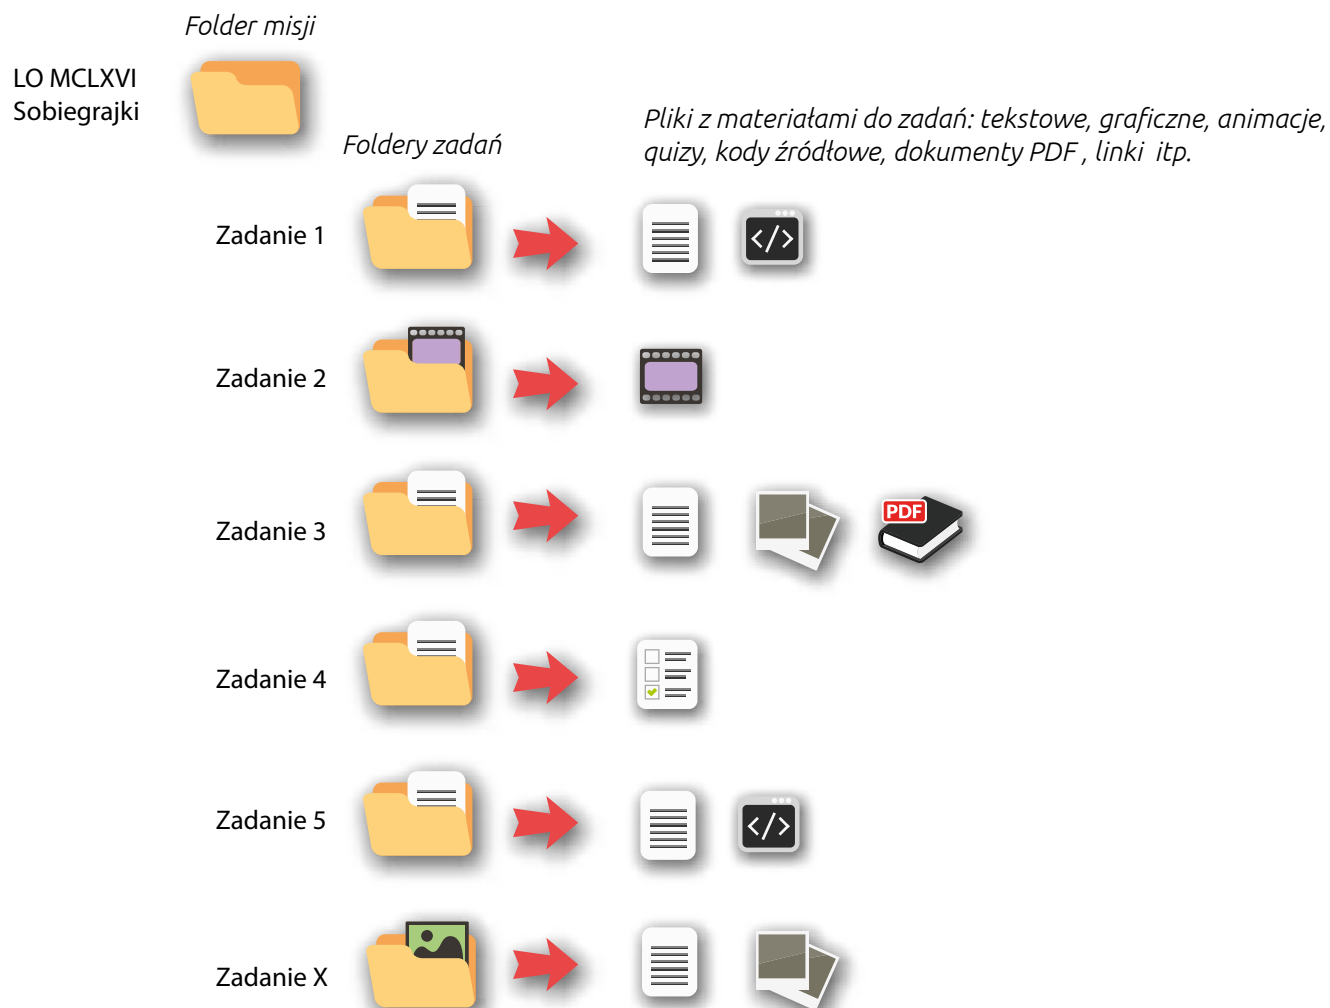 Folder misji
LO MCLXVI
Sobiegrajki
Foldery zadań
Pliki z materiałami do zadań: tekstowe, graficzne, animacje,
quizy, kody źródłowe, dokumenty PDF , linki itp.
Zadanie 1
</>
Zadanie 2
Zadanie 3
PDF
Zadanie 4
Zadanie 5
</>
Zadanie X